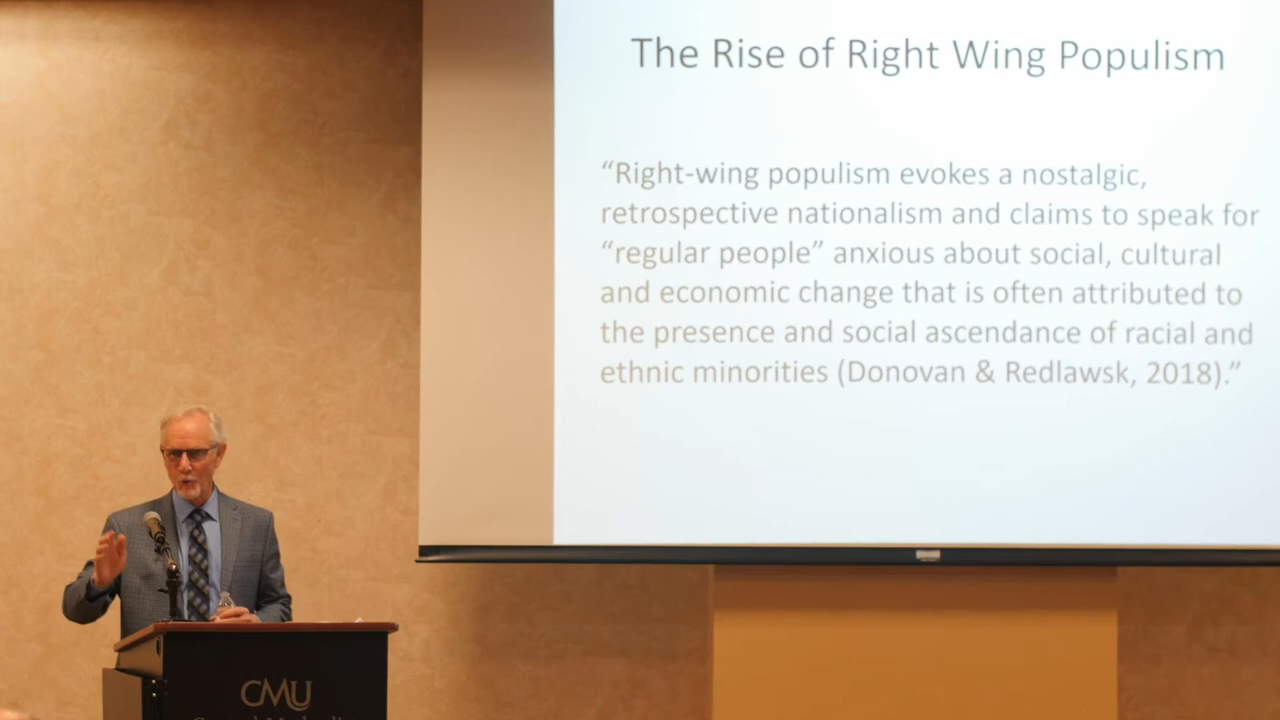 The Rise of Right Wing Populism
“Right-wing populism evokes a nostalgic,
retrospective nationalism and claims to speak for
“regular people” anxious about social, cultural
and economic change that is often attributed to
the presence and social ascendance of racial and
ethnic minorities (Donovan & Redlawsk, 2018).”
CMU